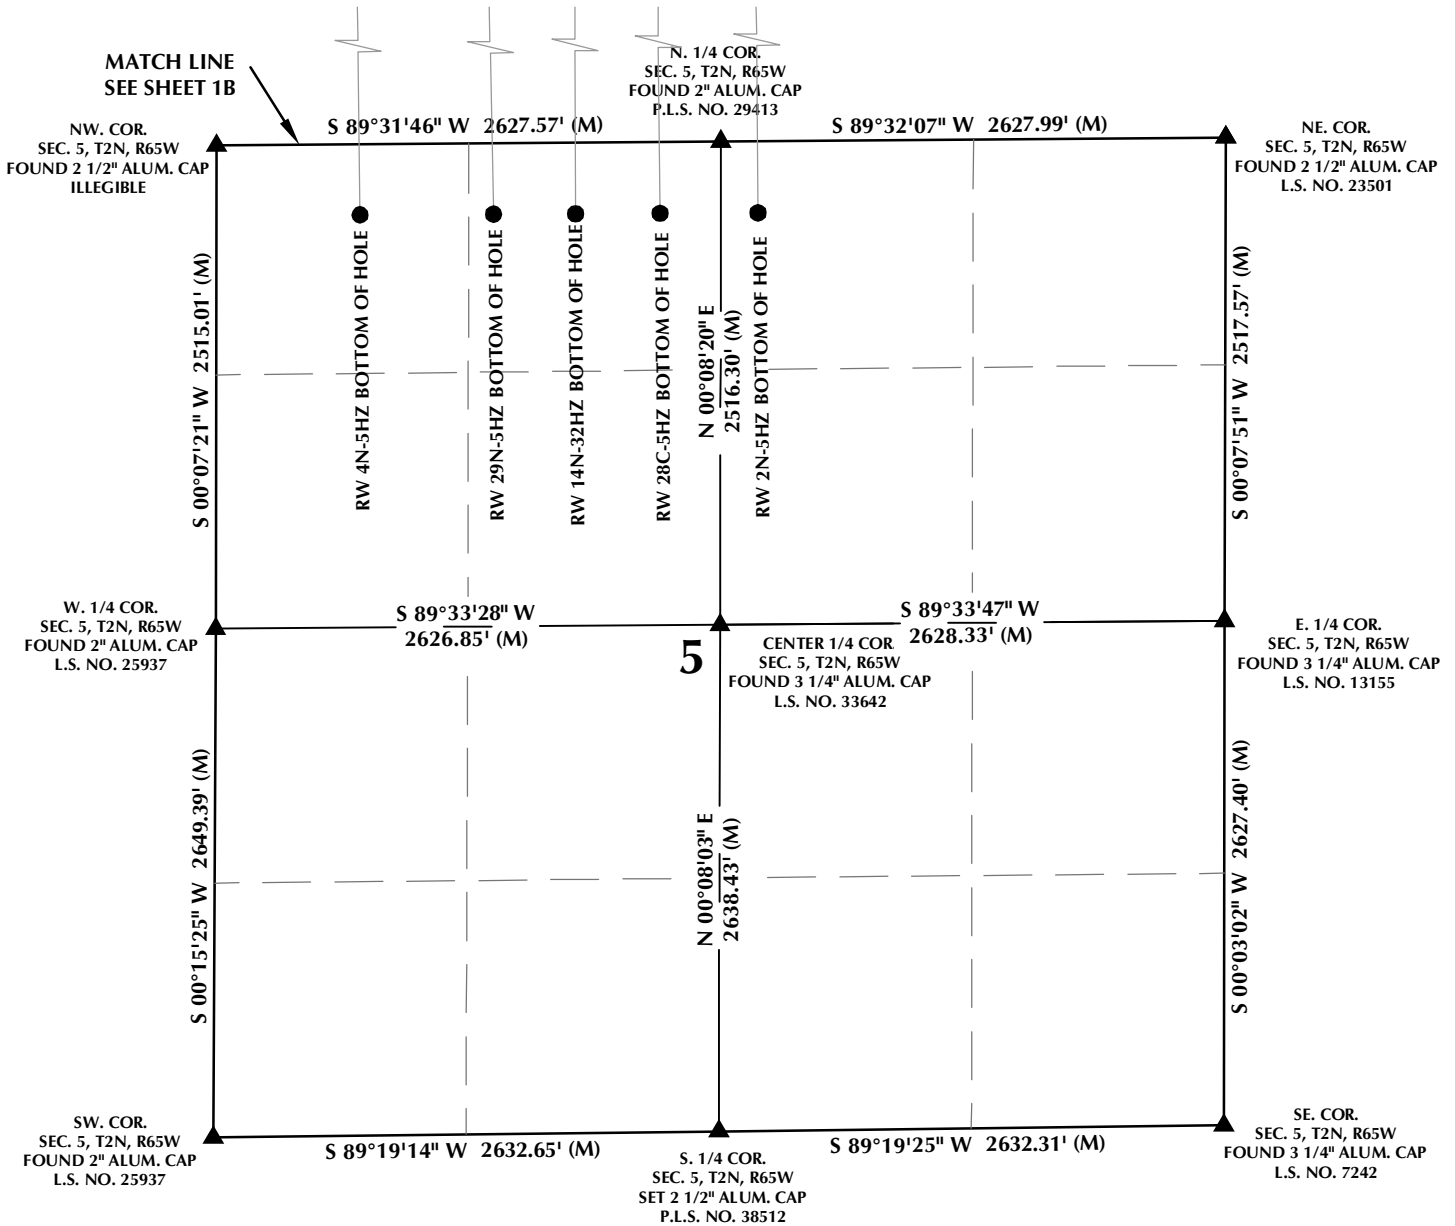 MATCH LINE
SEE SHEET 1B
N. 1/4 COR.
SEC. 5, T2N, R65W
FOUND 2" ALUM. CAP
P.L.S. NO. 29413
NW. COR.
SEC. 5, T2N, R65W
FOUND 2 1/2" ALUM. CAP
ILLEGIBLE
S 89°31'46" W 2627.57' (M)
S 89°32'07" W 2627.99' (M)
NE. COR.
SEC. 5, T2N, R65W
FOUND 2 1/2" ALUM. CAP
L.S. NO. 23501
S 00°07'21" W 2515.01' (M)
RW 4N-5HZ BOTTOM OF HOLE
RW 29N-5HZ BOTTOM OF HOLE
RW 14N-32HZ BOTTOM OF HOLE
RW 28C-5HZ BOTTOM OF HOLE
N 00°08'20" E
2516.30' (M)
RW 2N-5HZ BOTTOM OF HOLE
S 00°07'51" W 2517.57' (M)
W. 1/4 COR.
SEC. 5, T2N, R65W
FOUND 2" ALUM. CAP
L.S. NO. 25937
S 89°33'28" W
2626.85' (M)
S 89°33'47" W
2628.33' (M)
5
CENTER 1/4 COR.
SEC. 5, T2N, R65W
FOUND 3 1/4" ALUM. CAP
L.S. NO. 33642
E. 1/4 COR.
SEC. 5, T2N, R65W
FOUND 3 1/4" ALUM. CAP
L.S. NO. 13155
S 00°15'25" W 2649.39' (M)
N 00°08'03" E
2638.43' (M)
S 00°03'02" W 2627.40' (M)
SW. COR.
SEC. 5, T2N, R65W
FOUND 2" ALUM. CAP
L.S. NO. 25937
S 89°19'14" W 2632.65' (M)
S. 1/4 COR.
SEC. 5, T2N, R65W
SET 2 1/2" ALUM. CAP
P.L.S. NO. 38512
S 89°19'25" W 2632.31' (M)
SE. COR.
SEC. 5, T2N, R65W
FOUND 3 1/4" ALUM. CAP
L.S. NO. 7242